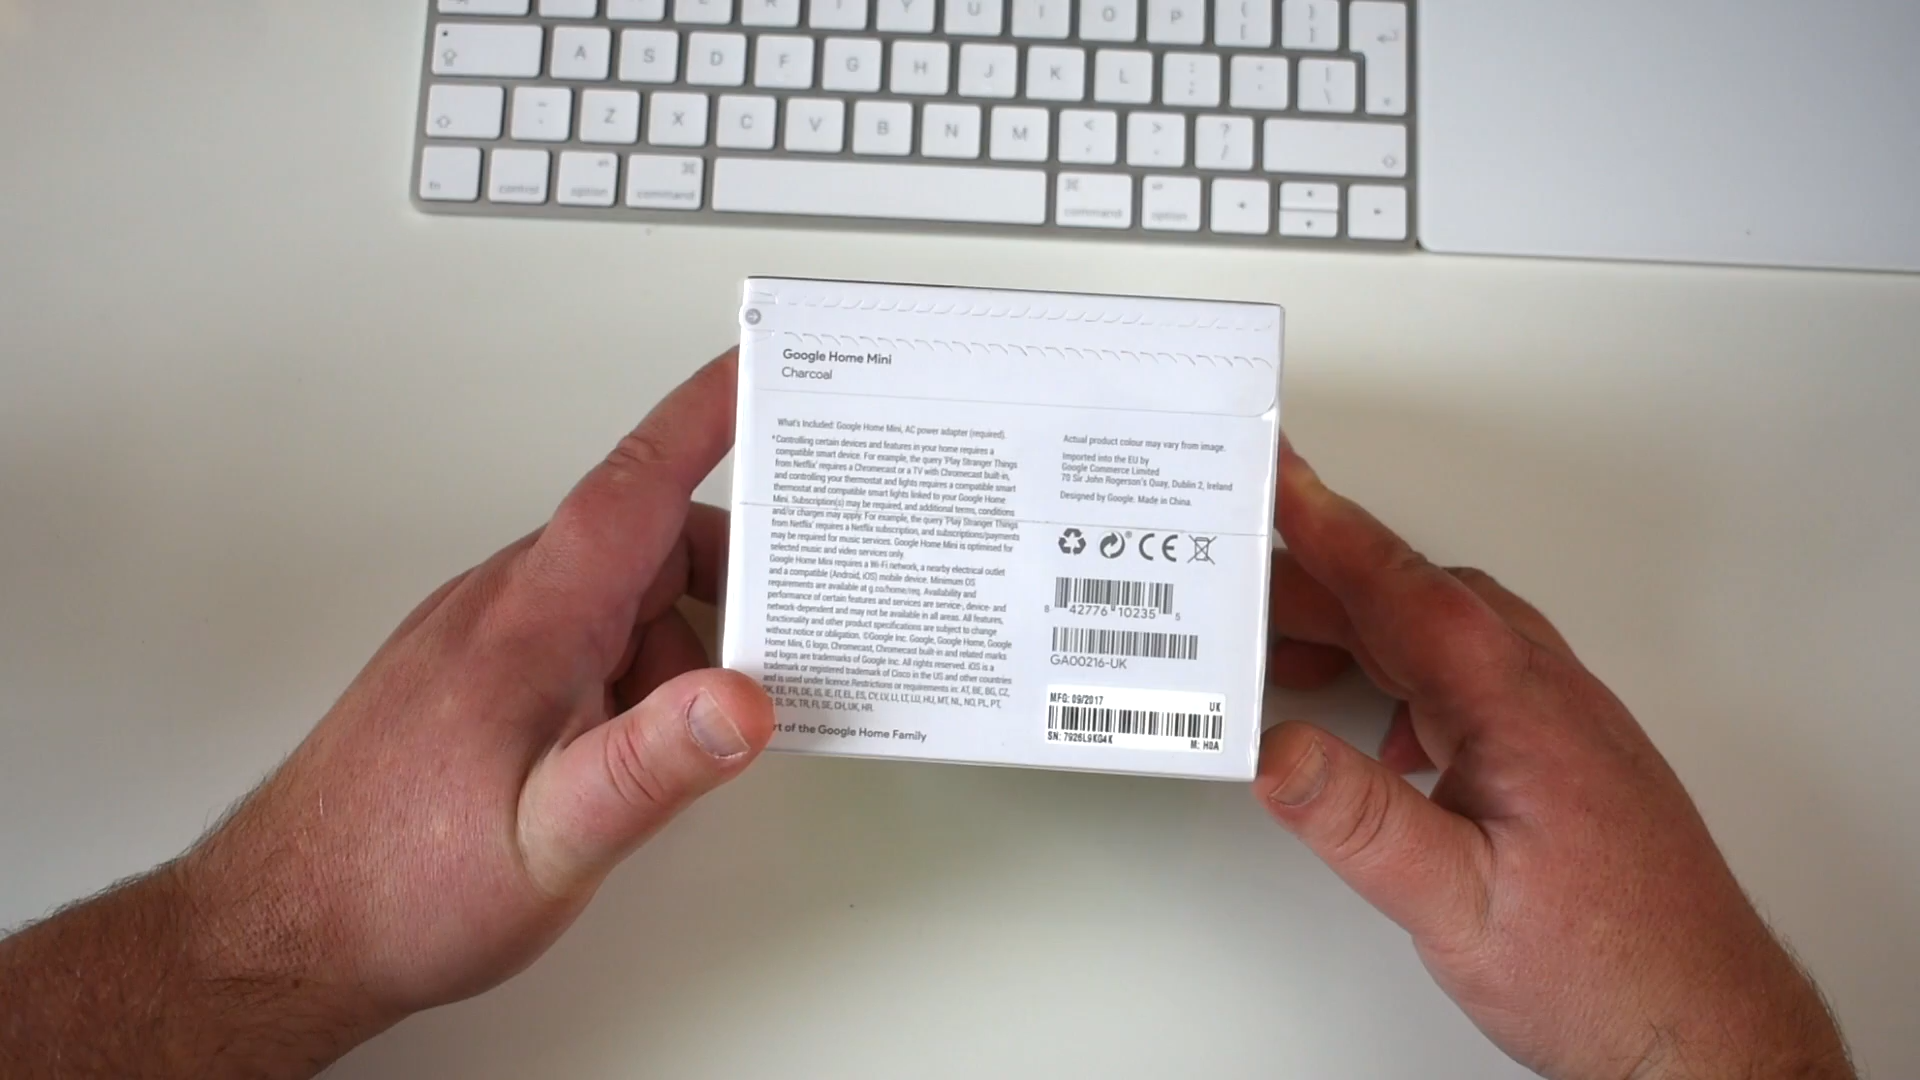 A S D F G H J K L
Z X C V B N M
fn control option command command option
Google Home Mini
Charcoal
What's Included: Google Home Mini, AC power adapter (required).
*Controlling certain devices and features in your home requires a
compatible smart device. For example, the query 'Play Stranger Things
from Netflix' requires a Chromecast or a TV with Chromecast built-in,
and controlling your thermostat and lights requires a compatible smart
thermostat and compatible smart lights linked to your Google Home
Mini. Subscription(s) may be required, and additional terms, conditions
and/or charges may apply. For example, the query 'Play Stranger Things
from Netflix' requires a Netflix subscription, and subscriptions/payments
may be required for music services. Google Home Mini is optimised for
selected music and video services only.
Google Home Mini requires a Wi-Fi network, a nearby electrical outlet
and a compatible (Android, iOS) mobile device. Minimum OS
requirements are available at g.co/home/req. Availability and
performance of certain features and services are service-, device- and
network-dependent and may not be available in all areas. All features,
functionality and other product specifications are subject to change
without notice or obligation. ©Google Inc. Google, Google Home, Google
Home Mini, G logo, Chromecast, Chromecast built-in and related marks
and logos are trademarks of Google Inc. All rights reserved. iOS is a
trademark or registered trademark of Cisco in the US and other countries
and is used under licence. Restrictions or requirements in: AT, BE, BG, CZ,
DK, EE, FR, DE, IS, IE, IT, EL, ES, CY, LV, LI, LT, LU, HU, MT, NL, NO, PL, PT,
SI, SK, TR, FI, SE, CH, UK, HR.
rt of the Google Home Family
Actual product colour may vary from image.
Imported into the EU by
Google Commerce Limited
70 Sir John Rogerson's Quay, Dublin 2, Ireland
Designed by Google. Made in China.
CE
8 42776 10235 5
GA00216-UK
MFG: 09/2017 UK
SN: 7926L9KG4K M: H0A